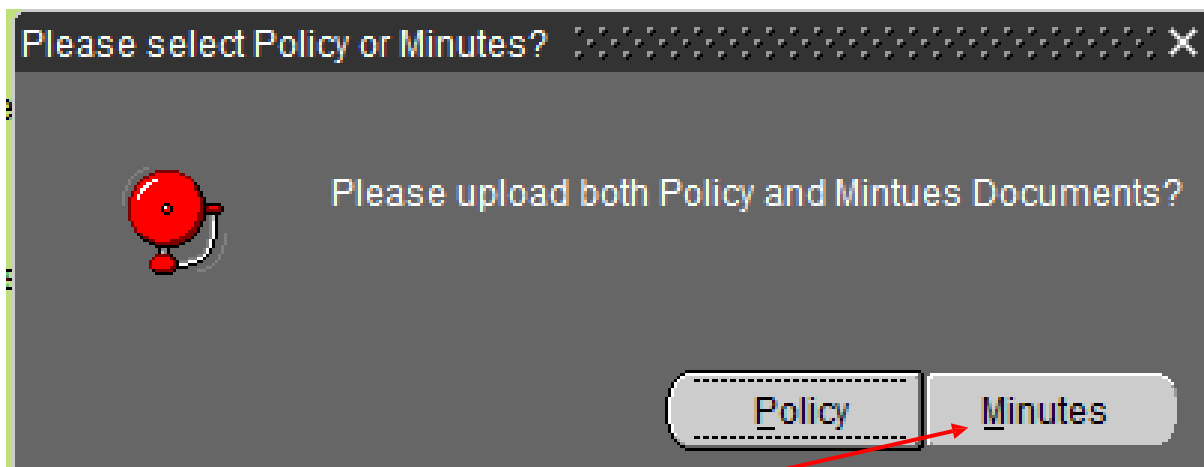 Please select Policy or Minutes?
Please upload both Policy and Mintues Documents?
Policy
Minutes